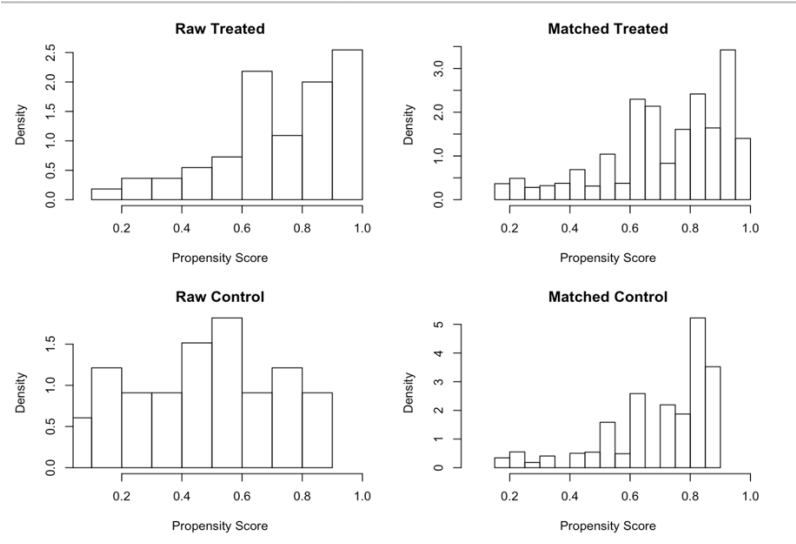 Raw Treated
Density
0.0 0.5 1.0 1.5 2.0 2.5
0.2 0.4 0.6 0.8 1.0
Propensity Score
Matched Treated
Density
0.0 1.0 2.0 3.0
0.2 0.4 0.6 0.8 1.0
Propensity Score
Raw Control
Density
0.0 0.5 1.0 1.5
0.2 0.4 0.6 0.8 1.0
Propensity Score
Matched Control
Density
0 1 2 3 4 5
0.2 0.4 0.6 0.8 1.0
Propensity Score